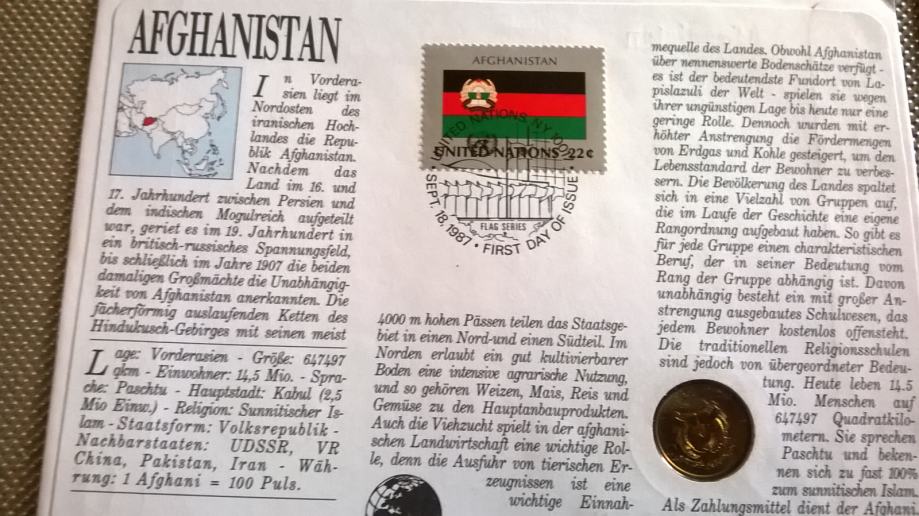 AFGHANISTAN
In Vordera-
sien liegt im
Nordosten des
iranischen Hoch-
landes die Repu-
blik Afghanistan.
Nachdem das
Land im 16. und
17. Jahrhundert zwischen Persien und
dem indischen Mogulreich aufgeteilt
war, geriet es im 19. Jahrhundert in
ein britisch-russisches Spannungsfeld,
bis schließlich im Jahre 1907 die beiden
damaligen Großmächte die Unabhängig-
keit von Afghanistan anerkannten. Die
fächerförmig auslaufenden Ketten des
Hindukusch-Gebirges mit seinen meist
Lage: Vorderasien - Größe: 647497
qkm - Einwohner: 14,5 Mio. - Spra-
che: Paschtu - Hauptstadt: Kabul (2,5
Mio Einw.) - Religion: Sunnitischer Is-
lam - Staatsform: Volksrepublik -
Nachbarstaaten: UDSSR, VR
China, Pakistan, Iran - Wäh-
rung: 1 Afghani = 100 Puls.
AFGHANISTAN
UNITED NATIONS 22¢
UNITED NATIONS, NY
SEPT. 18, 1987 · FIRST DAY OF ISSUE
FLAG SERIES
4000 m hohen Pässen teilen das Staatsge-
biet in einen Nord-und einen Südteil. Im
Norden erlaubt ein gut kultivierbarer
Boden eine intensive agrarische Nutzung,
und so gehören Weizen, Mais, Reis und
Gemüse zu den Hauptanbauprodukten.
Auch die Viehzucht spielt in der afghani-
schen Landwirtschaft eine wichtige Rol-
le, denn die Ausfuhr von tierischen Er-
zeugnissen ist eine
wichtige Einnah-
mequelle des Landes. Obwohl Afghanistan
über nennenswerte Bodenschätze verfügt -
es ist der bedeutendste Fundort von La-
pislazuli der Welt - spielen sie wegen
ihrer ungünstigen Lage bis heute nur eine
geringe Rolle. Dennoch wurden mit er-
höhter Anstrengung die Fördermengen
von Erdgas und Kohle gesteigert, um den
Lebensstandard der Bewohner zu verbes-
sern. Die Bevölkerung des Landes spaltet
sich in eine Vielzahl von Gruppen auf,
die im Laufe der Geschichte eine eigene
Rangordnung aufgebaut haben. So gibt es
für jede Gruppe einen charakteristischen
Beruf, der in seiner Bedeutung vom
Rang der Gruppe abhängig ist. Davon
unabhängig besteht ein mit großer An-
strengung ausgebautes Schulwesen, das
jedem Bewohner kostenlos offensteht.
Die traditionellen Religionsschulen
sind jedoch von übergeordneter Bedeu-
tung. Heute leben 14.5
Mio. Menschen auf
647497 Quadratkilo-
metern. Sie sprechen
Paschtu und beken-
nen sich zu fast 100%
zum sunnitischen Islam.
Als Zahlungsmittel dient der Afghani.